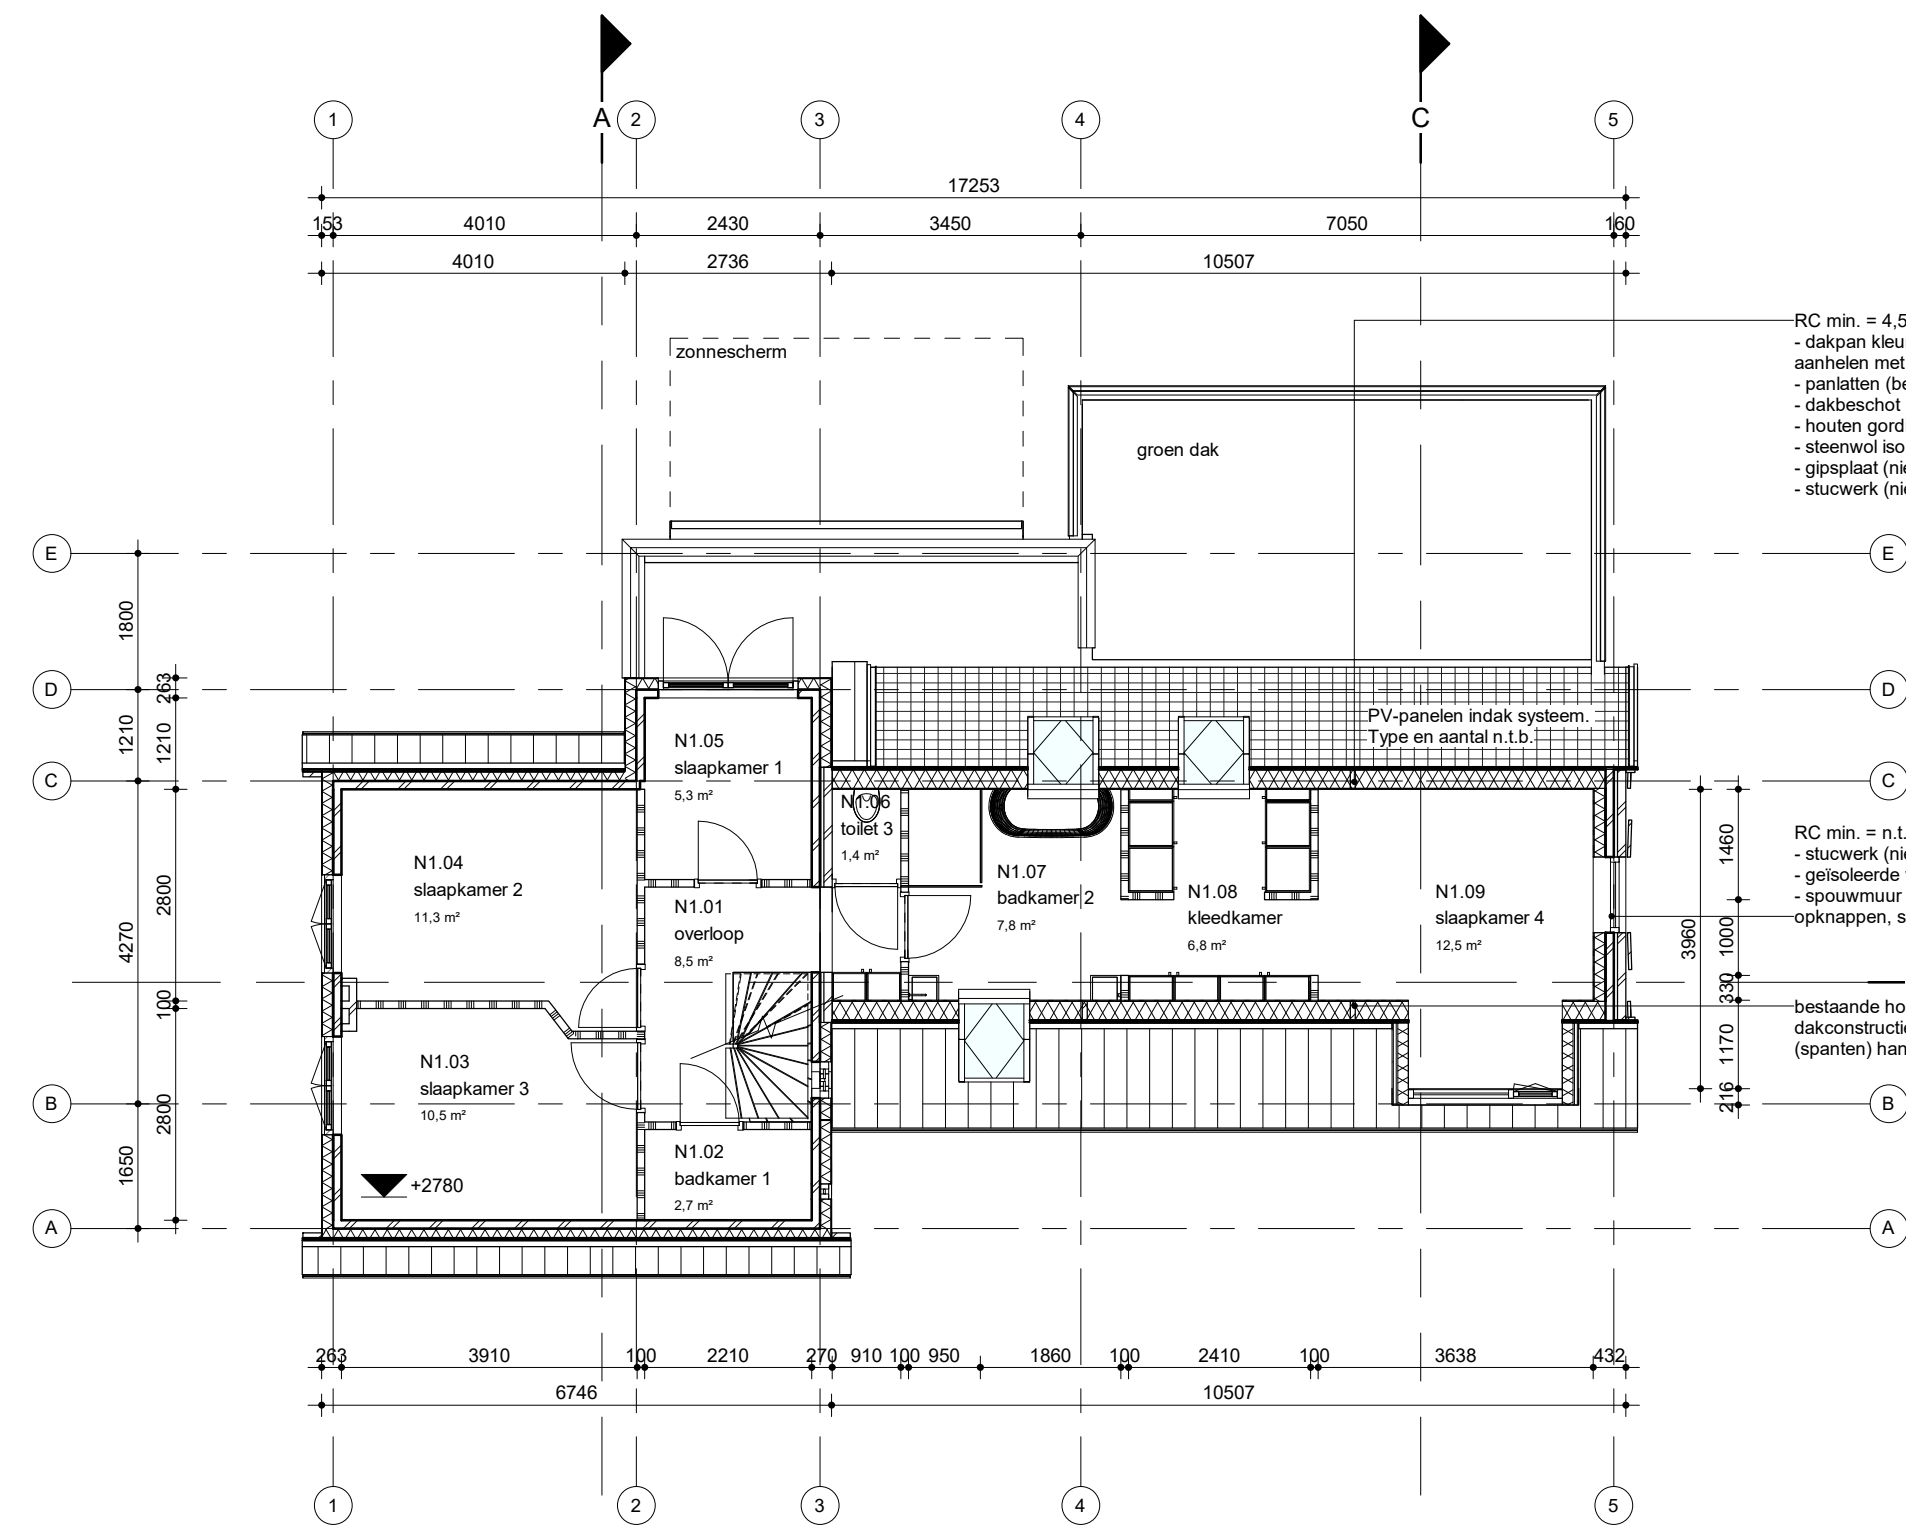 A
C
1
2
3
4
5
17253
153
4010
2430
3450
7050
160
4010
2736
10507
zonnescherm
groen dak
RC min. = 4,5
- dakpan kleu
aanhelen met
- panlatten (be
- dakbeschot
- houten gord
- steenwol iso
- gipsplaat (nie
- stucwerk (nie
E
E
D
D
C
C
B
B
A
A
1800
263
1210
1210
2800
4270
100
2800
1650
PV-panelen indak systeem.
Type en aantal n.t.b.
N1.05
slaapkamer 1
5,3 m²
N1.06
toilet 3
1,4 m²
N1.04
slaapkamer 2
11,3 m²
N1.01
overloop
8,5 m²
N1.07
badkamer 2
7,8 m²
N1.08
kleedkamer
6,8 m²
N1.09
slaapkamer 4
12,5 m²
N1.03
slaapkamer 3
10,5 m²
+2780
N1.02
badkamer 1
2,7 m²
1460
3960
1000
330
1170
216
RC min. = n.t.
- stucwerk (nie
- geïsoleerde
- spouwmuur
opknappen, s
bestaande ho
dakconstructie
(spanten) han
263
3910
100
2210
270
910
100
950
1860
100
2410
100
3638
432
6746
10507
1
2
3
4
5